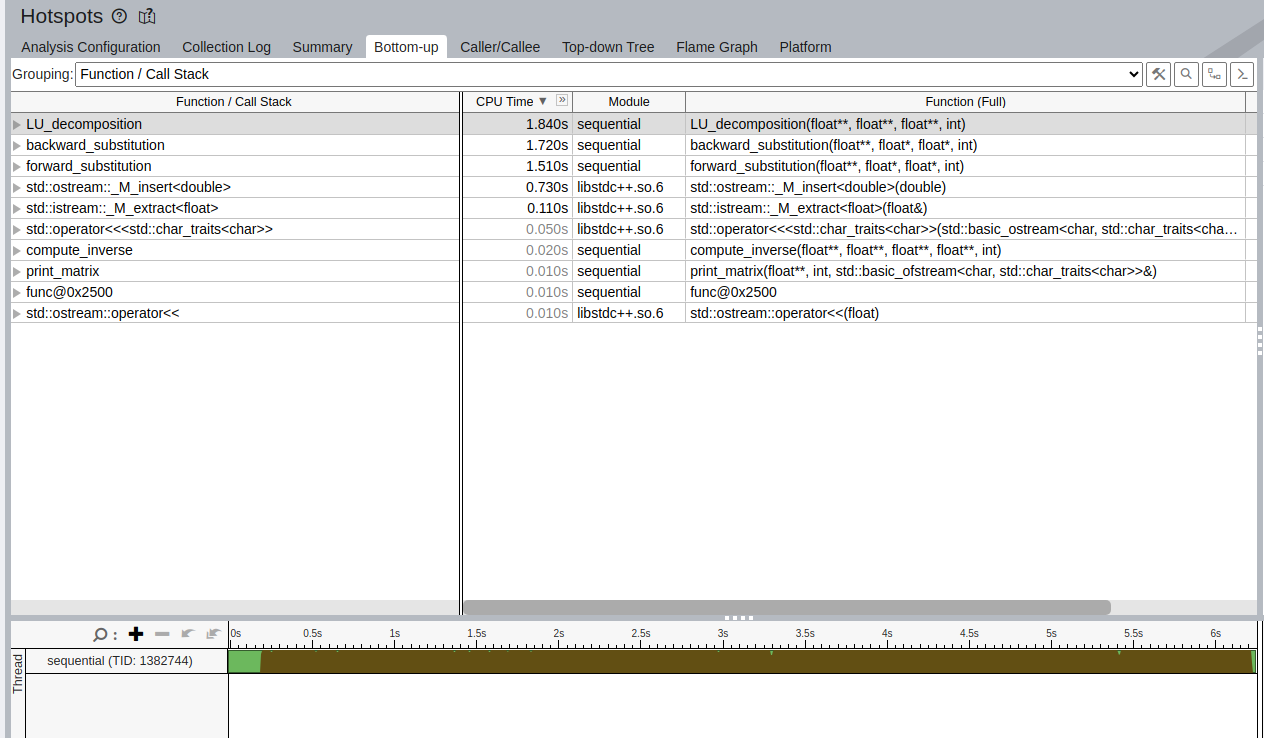 Hotspots
Analysis Configuration Collection Log Summary Bottom-up Caller/Callee Top-down Tree Flame Graph Platform
Grouping: Function / Call Stack
Function / Call Stack CPU Time ▼ » Module Function (Full)
LU_decomposition 1.840s sequential LU_decomposition(float**, float**, float**, int)
backward_substitution 1.720s sequential backward_substitution(float**, float*, float*, int)
forward_substitution 1.510s sequential forward_substitution(float**, float*, float*, int)
std::ostream::_M_insert<double> 0.730s libstdc++.so.6 std::ostream::_M_insert<double>(double)
std::istream::_M_extract<float> 0.110s libstdc++.so.6 std::istream::_M_extract<float>(float&)
std::operator<<<std::char_traits<char>> 0.050s libstdc++.so.6 std::operator<<<std::char_traits<char>>(std::basic_ostream<char, std::char_traits<cha…
compute_inverse 0.020s sequential compute_inverse(float**, float**, float**, float**, int)
print_matrix 0.010s sequential print_matrix(float**, int, std::basic_ofstream<char, std::char_traits<char>>&)
func@0x2500 0.010s sequential func@0x2500
std::ostream::operator<< 0.010s libstdc++.so.6 std::ostream::operator<<(float)
0s 0.5s 1s 1.5s 2s 2.5s 3s 3.5s 4s 4.5s 5s 5.5s 6s
Thread
sequential (TID: 1382744)